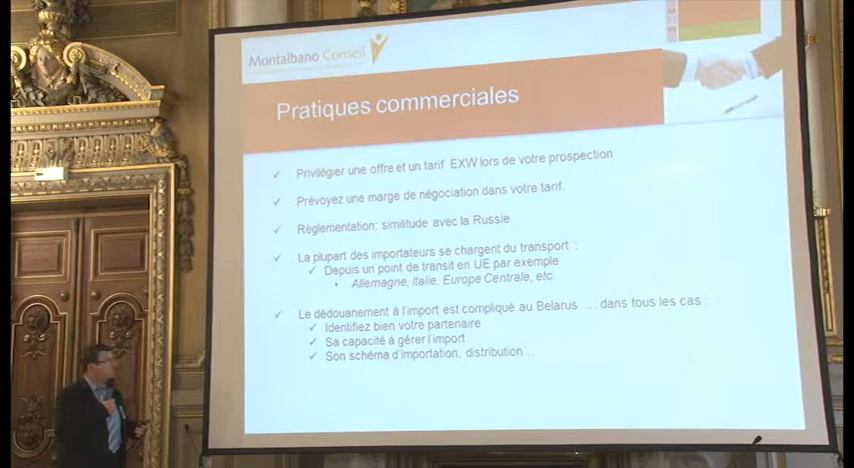 Montalbano Conseil
Pratiques commerciales
✓ Privilégier une offre et un tarif EXW lors de votre prospection
✓ Prévoyez une marge de négociation dans votre tarif.
✓ Règlementation: similitude avec la Russie
✓ La plupart des importateurs se chargent du transport :
✓ Depuis un point de transit en UE par exemple
• Allemagne, Italie, Europe Centrale, etc.
✓ Le dédouanement à l'import est compliqué au Belarus ... dans tous les cas :
✓ Identifiez bien votre partenaire
✓ Sa capacité à gérer l'import
✓ Son schéma d'importation, distribution ..